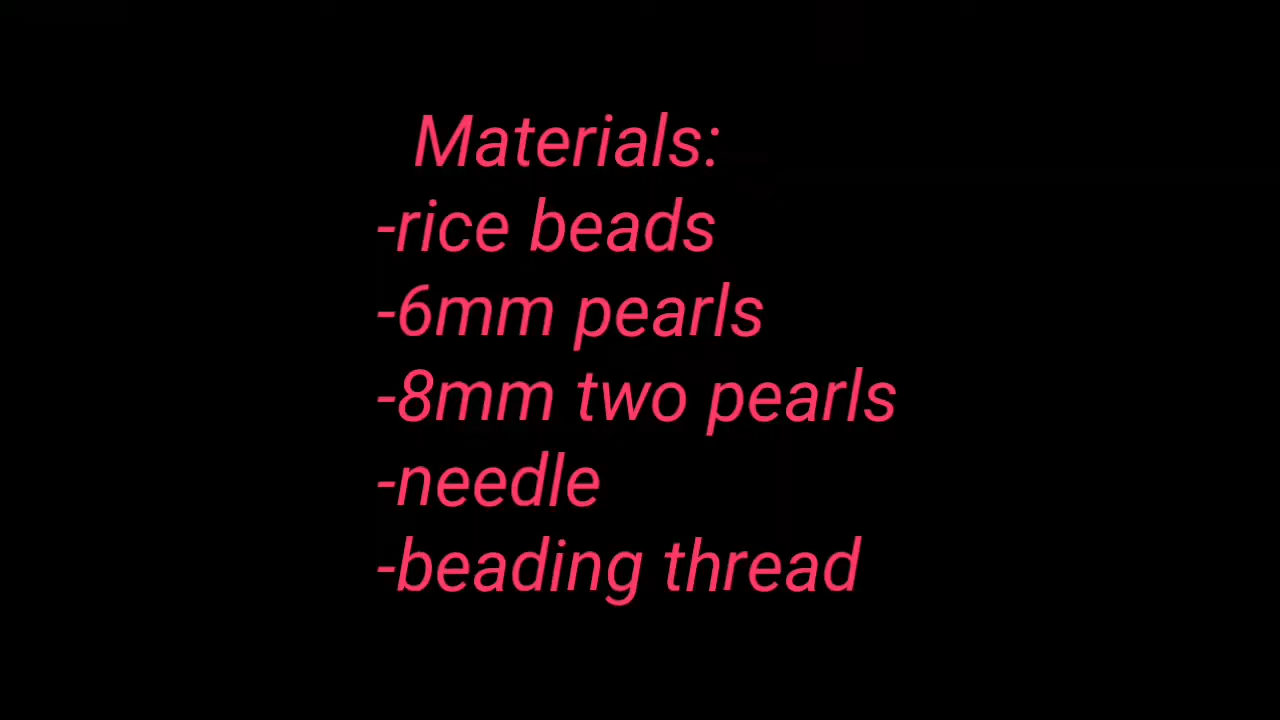 Materials:
-rice beads
-6mm pearls
-8mm two pearls
-needle
-beading thread